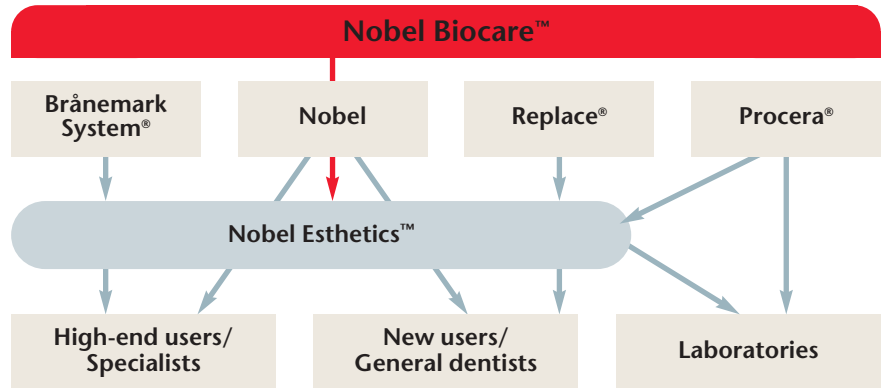 Nobel Biocare™
Brånemark
System®
Nobel
Replace®
Procera®
Nobel Esthetics™
High-end users/
Specialists
New users/
General dentists
Laboratories